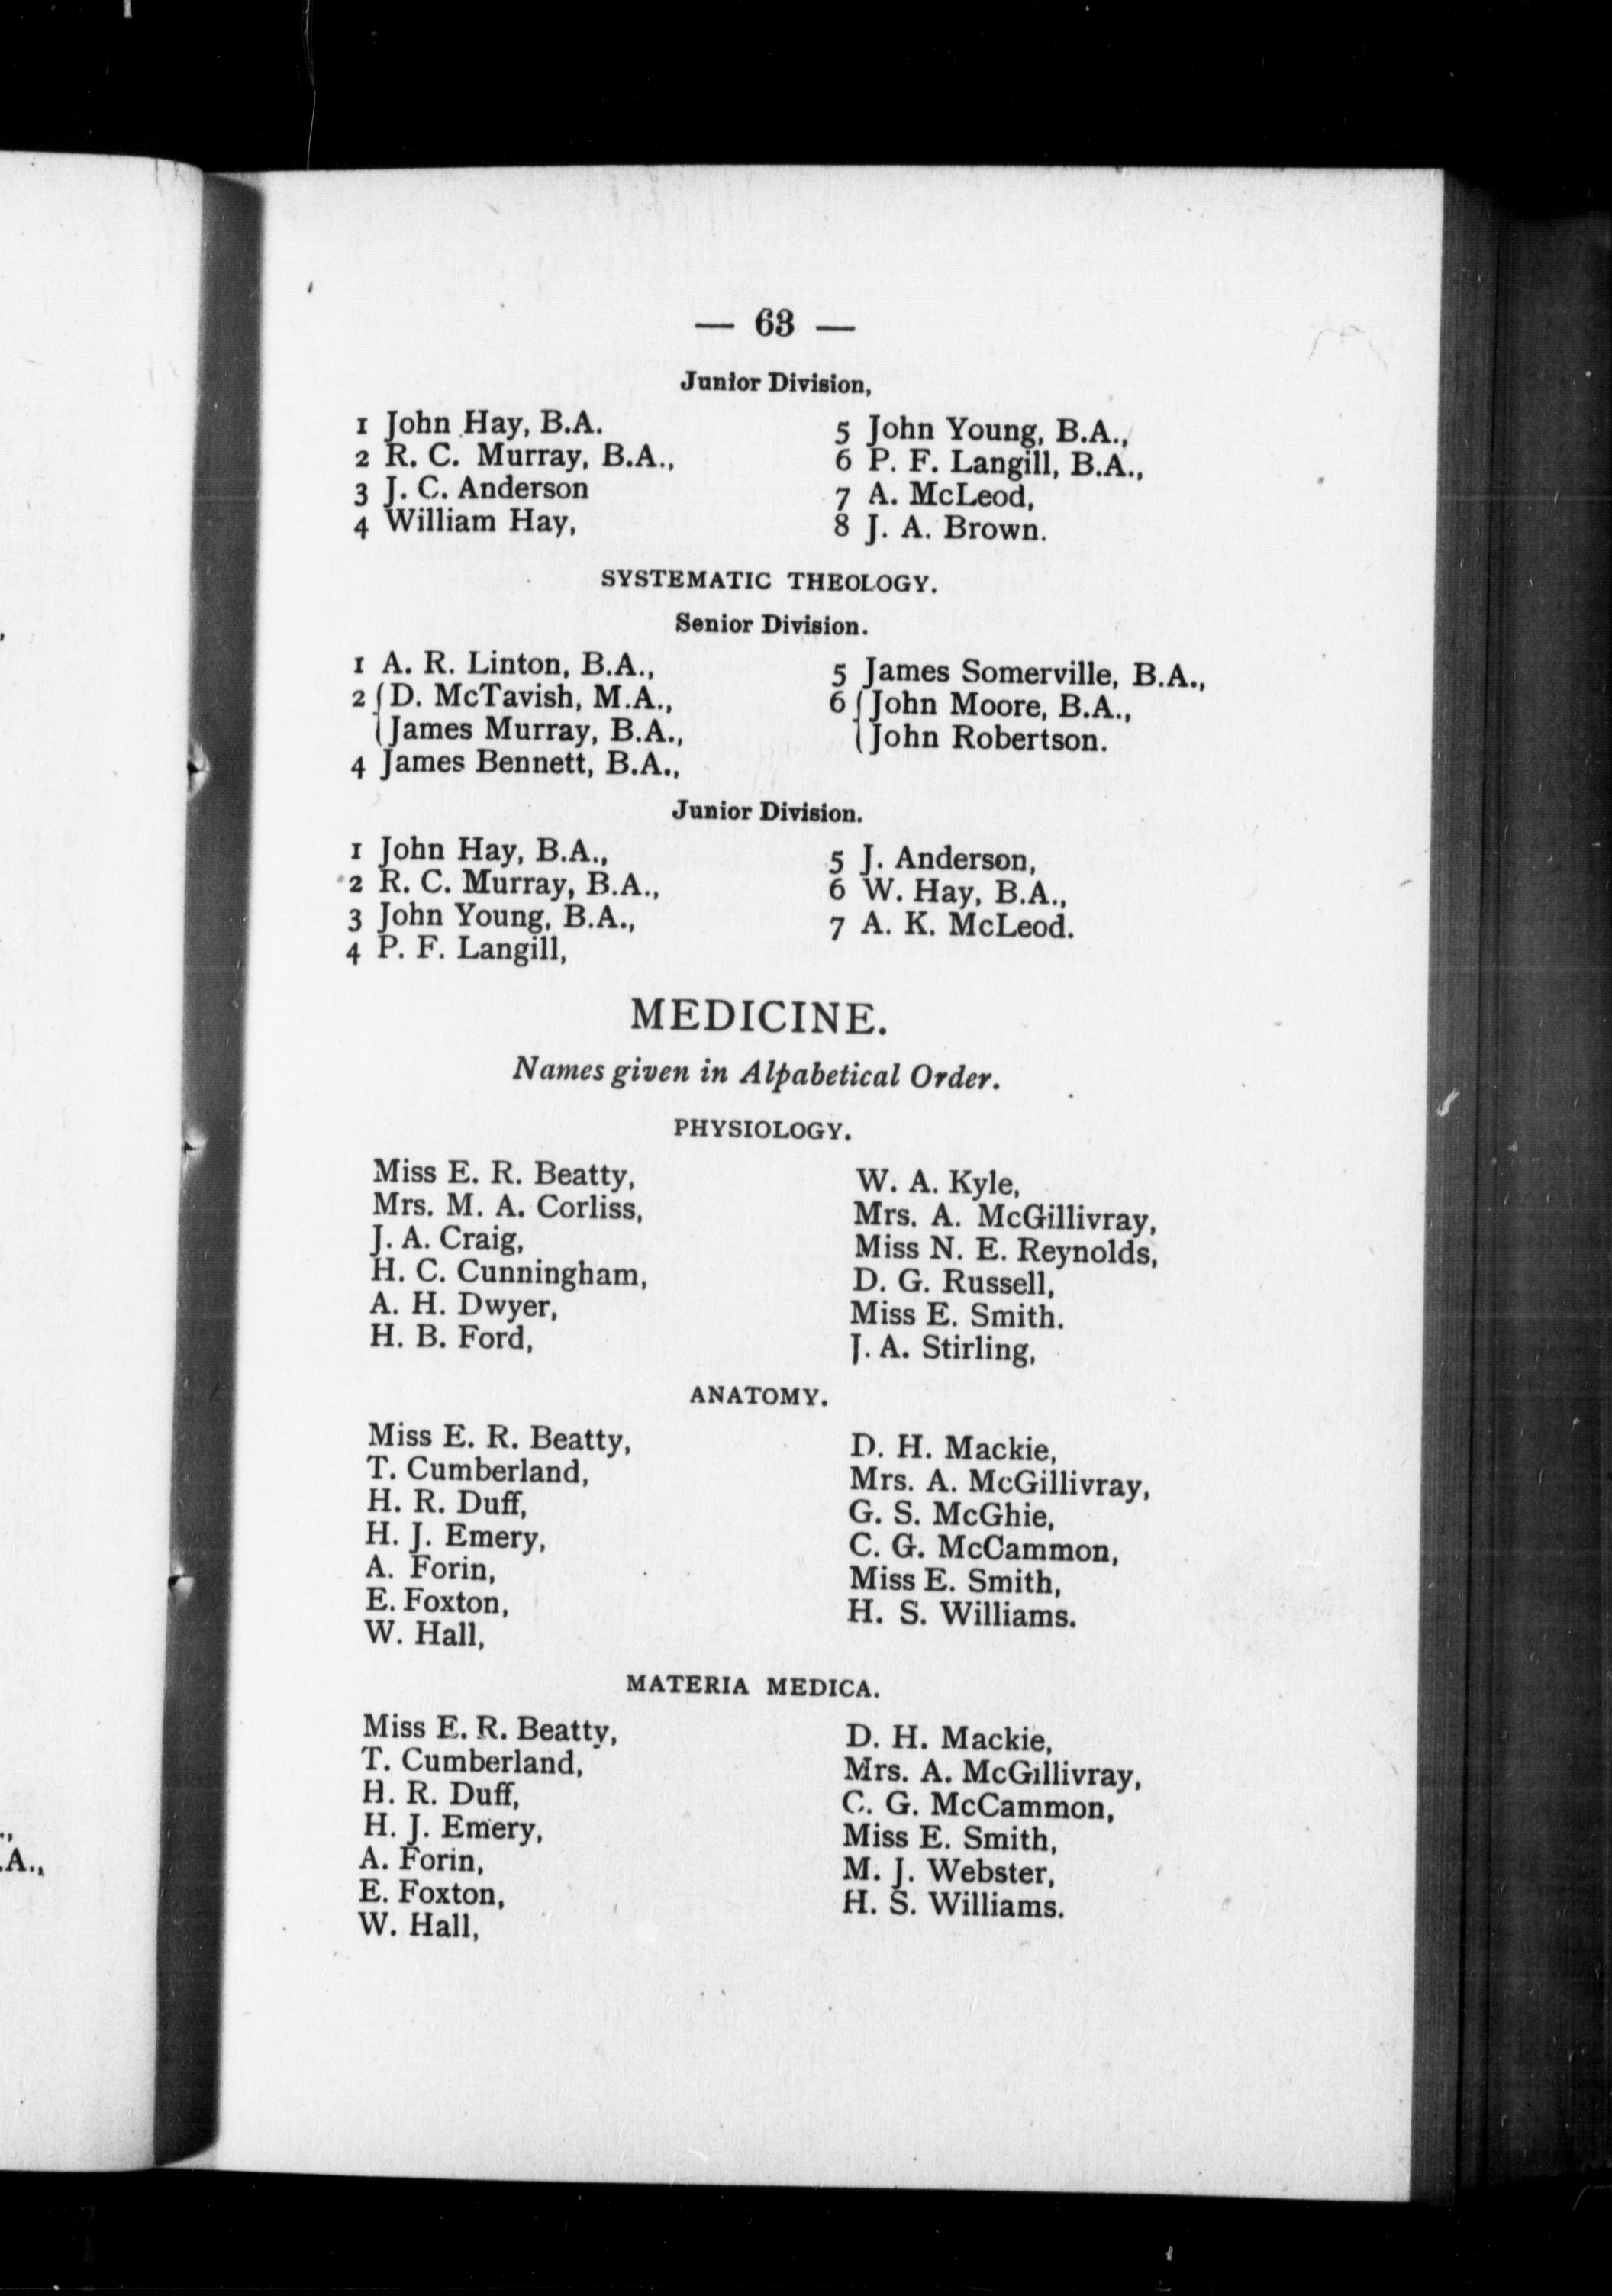 — 63 —
Junior Division,
1 John Hay, B.A.
2 R. C. Murray, B.A.,
3 J. C. Anderson
4 William Hay,
5 John Young, B.A.,
6 P. F. Langill, B.A.,
7 A. McLeod,
8 J. A. Brown.
SYSTEMATIC THEOLOGY.
Senior Division.
1 A. R. Linton, B.A.,
2 { D. McTavish, M.A.,
{ James Murray, B.A.,
4 James Bennett, B.A.,
5 James Somerville, B.A.,
6 { John Moore, B.A.,
{ John Robertson.
Junior Division.
1 John Hay, B.A.,
2 R. C. Murray, B.A.,
3 John Young, B.A.,
4 P. F. Langill,
5 J. Anderson,
6 W. Hay, B.A.,
7 A. K. McLeod.
MEDICINE.
Names given in Alpabetical Order.
PHYSIOLOGY.
Miss E. R. Beatty,
Mrs. M. A. Corliss,
J. A. Craig,
H. C. Cunningham,
A. H. Dwyer,
H. B. Ford,
W. A. Kyle,
Mrs. A. McGillivray,
Miss N. E. Reynolds,
D. G. Russell,
Miss E. Smith.
J. A. Stirling,
ANATOMY.
Miss E. R. Beatty,
T. Cumberland,
H. R. Duff,
H. J. Emery,
A. Forin,
E. Foxton,
W. Hall,
D. H. Mackie,
Mrs. A. McGillivray,
G. S. McGhie,
C. G. McCammon,
Miss E. Smith,
H. S. Williams.
MATERIA MEDICA.
Miss E. R. Beatty,
T. Cumberland,
H. R. Duff,
H. J. Emery,
A. Forin,
E. Foxton,
W. Hall,
D. H. Mackie,
Mrs. A. McGillivray,
C. G. McCammon,
Miss E. Smith,
M. J. Webster,
H. S. Williams.